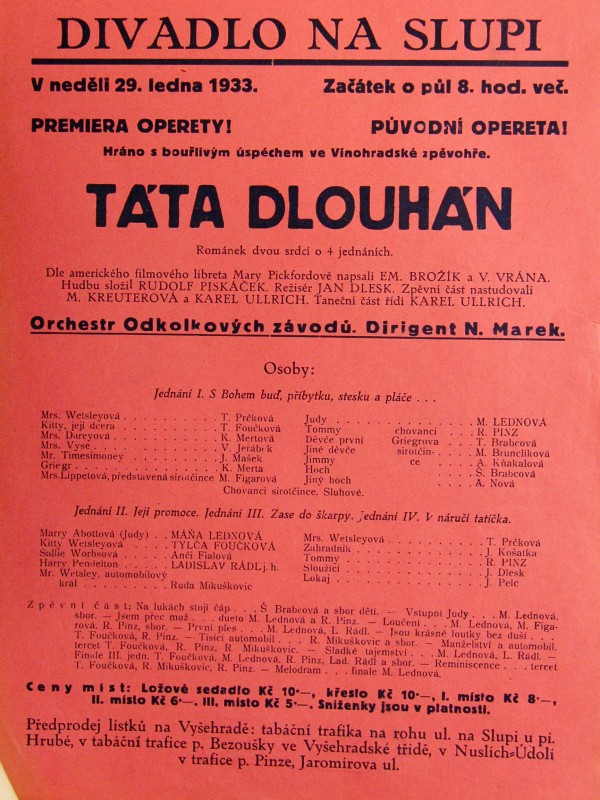 DIVADLO NA SLUPI
V neděli 29. ledna 1933. Začátek o půl 8. hod. več.
PREMIERA OPERETY! PŮVODNÍ OPERETA!
Hráno s bouřlivým úspěchem ve Vinohradské zpěvohře.
TÁTA DLOUHÁN
Románek dvou srdcí o 4 jednáních.
Dle amerického filmového libreta Mary Pickfordové napsali EM. BROŽÍK a V. VRÁNA.
Hudbu složil RUDOLF PISKÁČEK. Režisér JAN DLESK. Zpěvní část nastudovali
M. KREUTEROVÁ a KAREL ULLRICH. Taneční část řídí KAREL ULLRICH.
Orchestr Odkolkových závodů. Dirigent N. Marek.
Osoby:
Jednání I. S Bohem buď, příbytku, stesku a pláče . . .
Mrs. Wetsleyová . . . . . . . . . T. Prčková
Kitty, její dcera . . . . . . . . . T. Foučková
Mrs. Dareyová . . . . . . . . . K. Mertová
Mrs. Vyse . . . . . . . . . V. Jeřábek
Mr. Timesimoney . . . . . . . . . J. Mašek
Griegr . . . . . . . . . K. Merta
Mrs. Lippetová, představená sirotčince M. Figarová
Judy . . . . . . . . . M. LEDNOVÁ
Tommy chovanci . . . . R. PINZ
Děvče první Griegrova . . . . T. Brabcová
Jiné děvče sirotčin- . . . . M. Brunclíková
Jimmy ce . . . . A. Kňakalová
Hoch . . . . . . . . . Š. Brabcová
Jiný hoch . . . . . . . . . A. Nová
Chovanci sirotčince. Sluhové.
Jednání II. Její promoce. Jednání III. Zase do škarpy. Jednání IV. V náručí tatíčka.
Marry Abottová (Judy) . . MÁŇA LEDNOVÁ
Kitty Wetsleyová . . . TYLČA FOUČKOVÁ
Sallie Worbsová . . . Anči Fialová
Harry Pendelton . . . LADISLAV RÁDL j. h.
Mr. Wetsley, automobilový
král . . . . . . Ruda Mikuškovic
Mrs. Wetsleyová . . . . . . . . . T. Prčková
Zahradník . . . . . . . . . J. Košatka
Tommy . . . . . . . . . R. PINZ
Sloužící . . . . . . . . . J. Dlesk
Lokaj . . . . . . . . . J. Pelc
Zpěvní část: Na lukách stojí čáp . . . Š. Brabcová a sbor dětí. — Vstupní Judy . . . M. Lednová,
sbor. — Jsem přec muž . . . dueto M. Lednová a R. Pinz. — Loučení . . . M. Lednová, M. Figa-
rová, R. Pinz, sbor. — První ples . . . M. Lednová, L. Rádl. — Jsou krásné loutky bez duší . . .
T. Foučková, R. Pinz. — Tisíci automobil . . . R. Mikuškovic a sbor. — Manželství a automobil,
tercet T. Foučková, R. Pinz, R. Mikuškovic. — Sladké tajemství . . . M. Lednová, L. Rádl. —
Finale III. jedn. T. Foučková, M. Lednová, R. Pinz, Lad. Rádl a sbor. — Reminiscence . . . tercet
T. Foučková, R. Mikuškovic, R. Pinz. — Melodram . . . finale M. Lednová.
Ceny míst: Ložové sedadlo Kč 10·—, křeslo Kč 10·—, I. místo Kč 8·—,
II. místo Kč 6·—. III. místo Kč 5·—. Sníženky jsou v platnosti.
Předprodej lístků na Vyšehradě: tabáční trafika na rohu ul. na Slupi u pí.
Hrubé, v tabáční trafice p. Bezoušky ve Vyšehradské třídě, v Nuslích-Údolí
v trafice p. Pinze, Jaromírova ul.